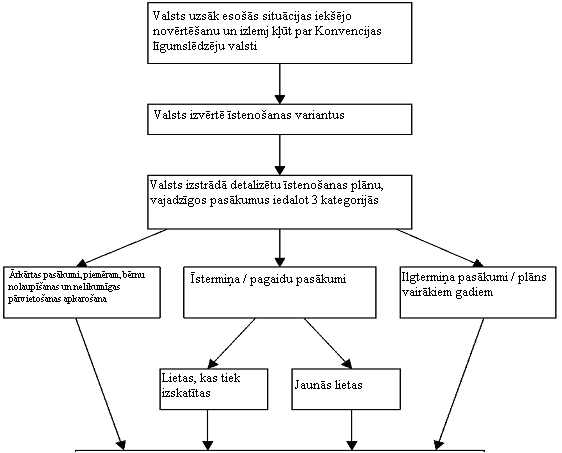 Valsts uzsāk esošās situācijas iekšējo
novērtēšanu un izlemj kļūt par Konvencijas
līgumslēdzēju valsti
Valsts izvērtē īstenošanas variantus
Valsts izstrādā detalizētu īstenošanas plānu,
vajadzīgos pasākumus iedalot 3 kategorijās
Ārkārtas pasākumi, piemēram, bērnu
nolaupīšanas un nelikumīgas
pārvietošanas apkarošana
Īstermiņa / pagaidu pasākumi
Ilgtermiņa pasākumi / plāns
vairākiem gadiem
Lietas, kas tiek
izskatītas
Jaunās lietas